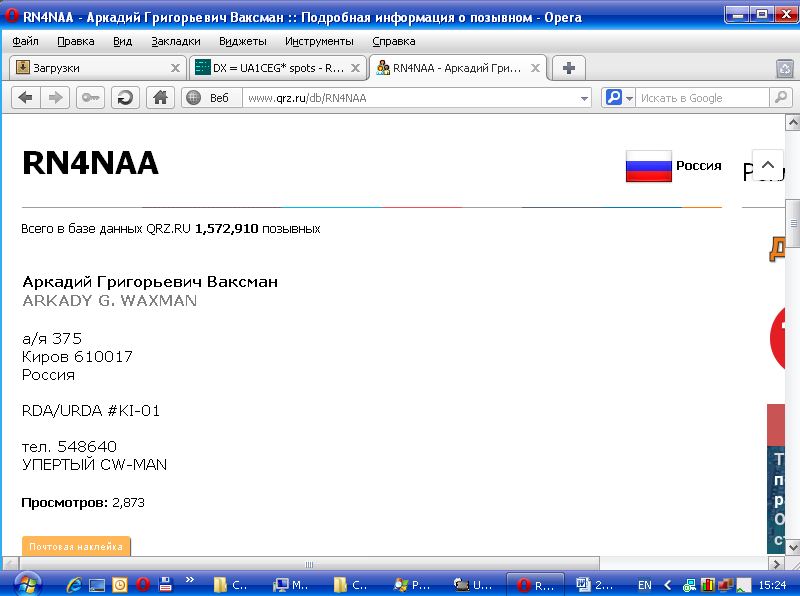 RN4NAA - Аркадий Григорьевич Ваксман :: Подробная информация о позывном - Opera
Файл Правка Вид Закладки Виджеты Инструменты Справка
Загрузки DX = UA1CEG* spots - R... RN4NAA - Аркадий Гри...
Веб www.qrz.ru/db/RN4NAA Искать в Google
RN4NAA
Россия
Всего в базе данных QRZ.RU 1,572,910 позывных
Аркадий Григорьевич Ваксман
ARKADY G. WAXMAN
а/я 375
Киров 610017
Россия
RDA/URDA #KI-01
тел. 548640
УПЕРТЫЙ CW-MAN
Просмотров: 2,873
Почтовая наклейка
С... М... С... Р... U... R... 2... EN 15:24